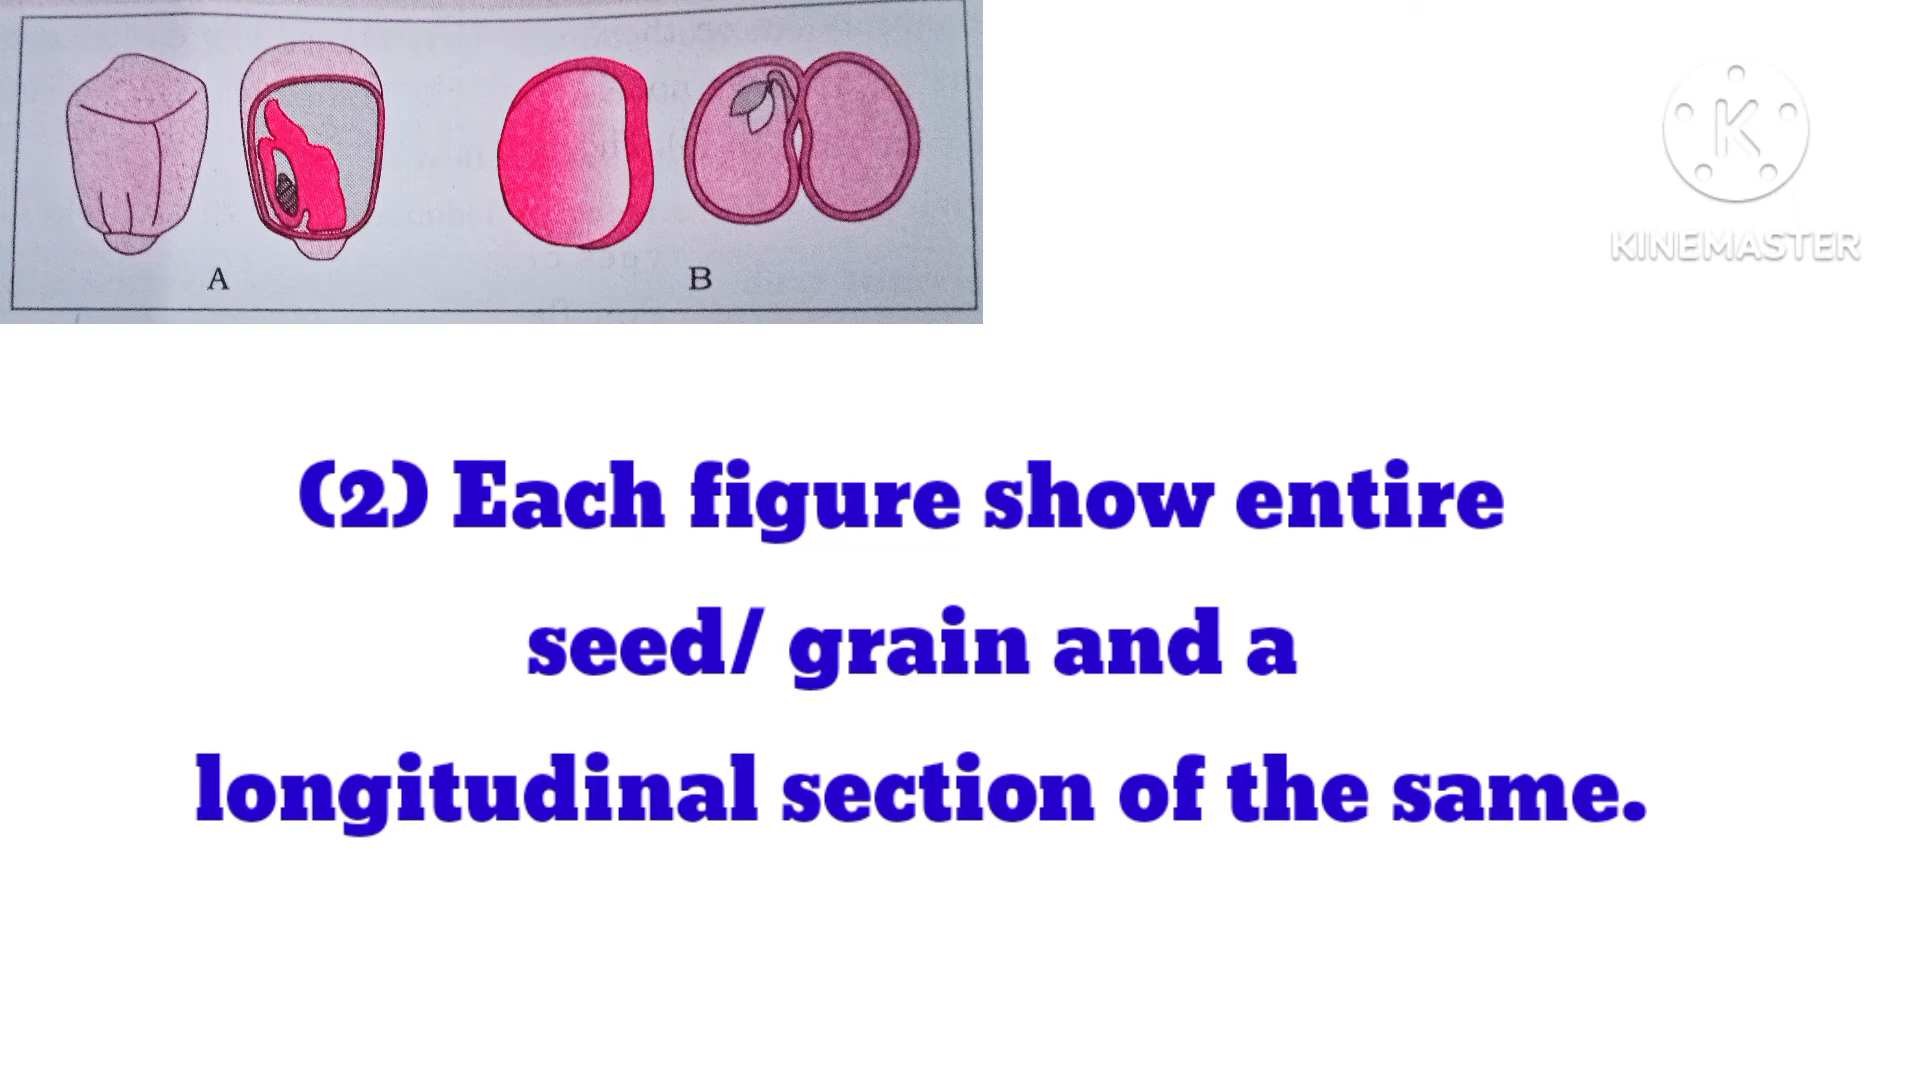 A B
K
KINEMASTER
(2) Each figure show entire
seed/ grain and a
longitudinal section of the same.